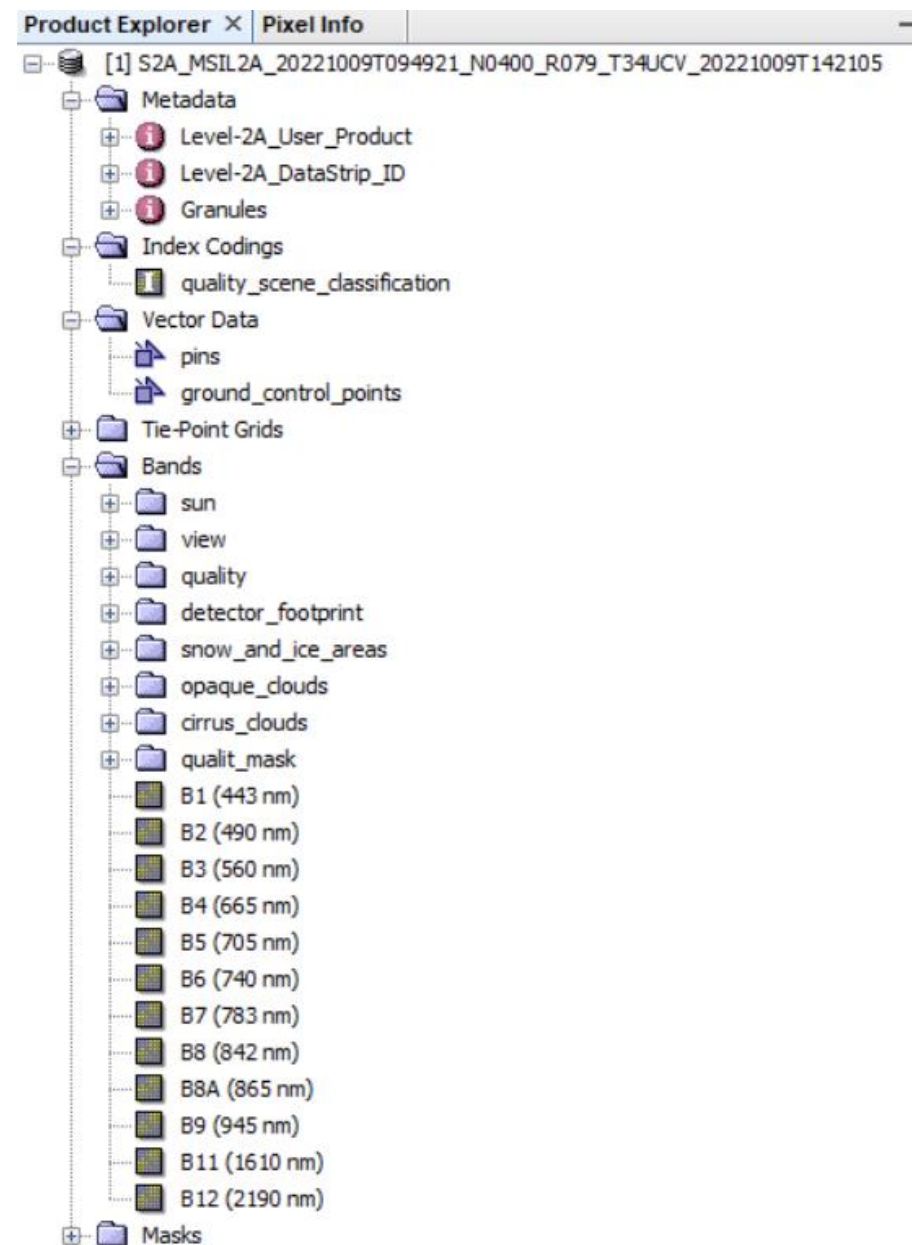 Product Explorer × Pixel Info
[1] S2A_MSIL2A_20221009T094921_N0400_R079_T34UCV_20221009T142105
Metadata
Level-2A_User_Product
Level-2A_DataStrip_ID
Granules
Index Codings
quality_scene_classification
Vector Data
pins
ground_control_points
Tie-Point Grids
Bands
sun
view
quality
detector_footprint
snow_and_ice_areas
opaque_clouds
cirrus_clouds
qualit_mask
B1 (443 nm)
B2 (490 nm)
B3 (560 nm)
B4 (665 nm)
B5 (705 nm)
B6 (740 nm)
B7 (783 nm)
B8 (842 nm)
B8A (865 nm)
B9 (945 nm)
B11 (1610 nm)
B12 (2190 nm)
Masks